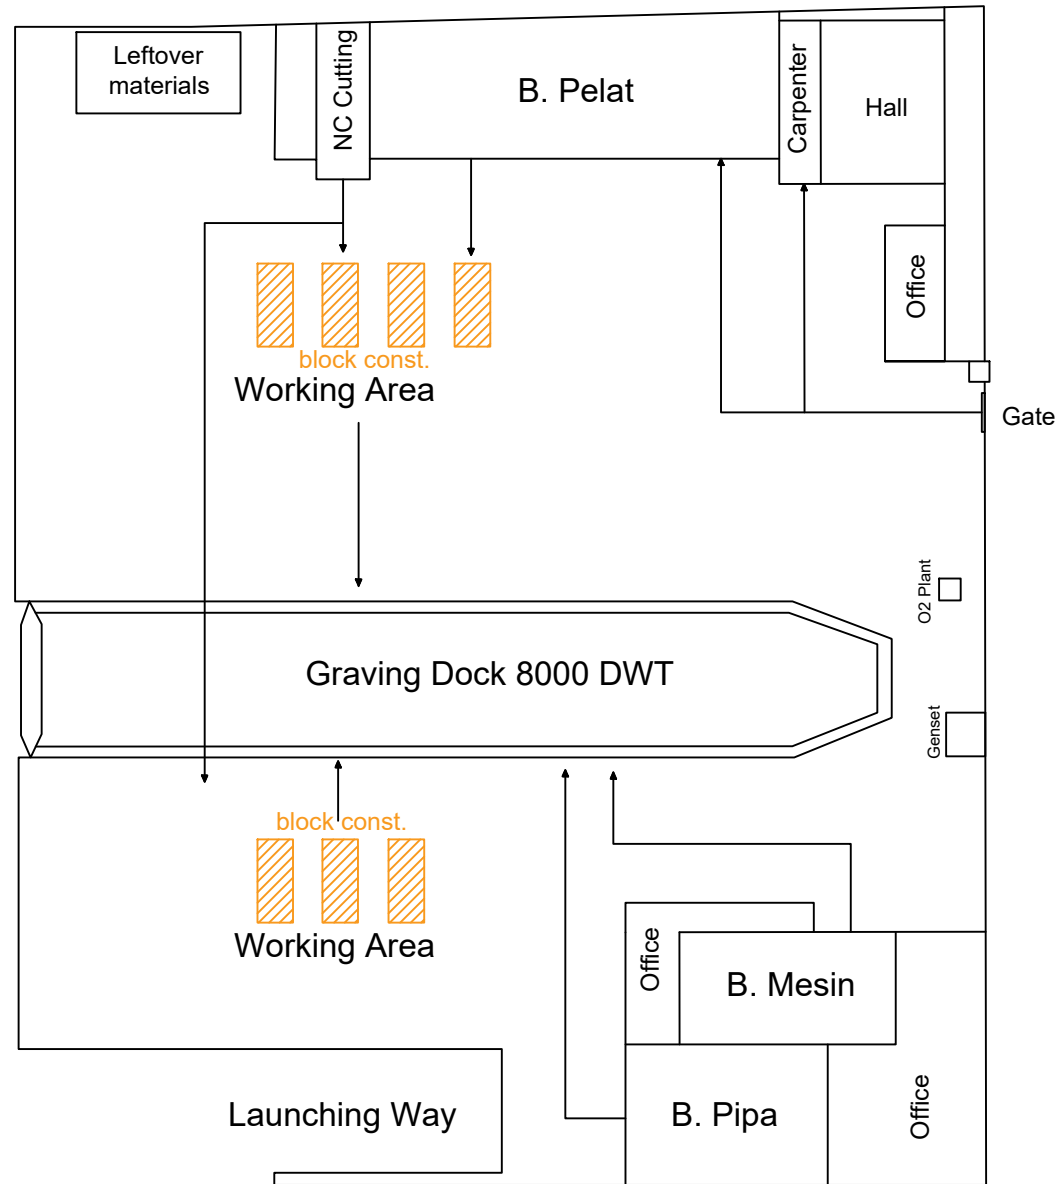 Leftover
materials
NC Cutting
B. Pelat
Carpenter
Hall
Office
block const.
Working Area
Gate
O2 Plant
Graving Dock 8000 DWT
Genset
block const.
Working Area
Office
B. Mesin
Launching Way
B. Pipa
Office